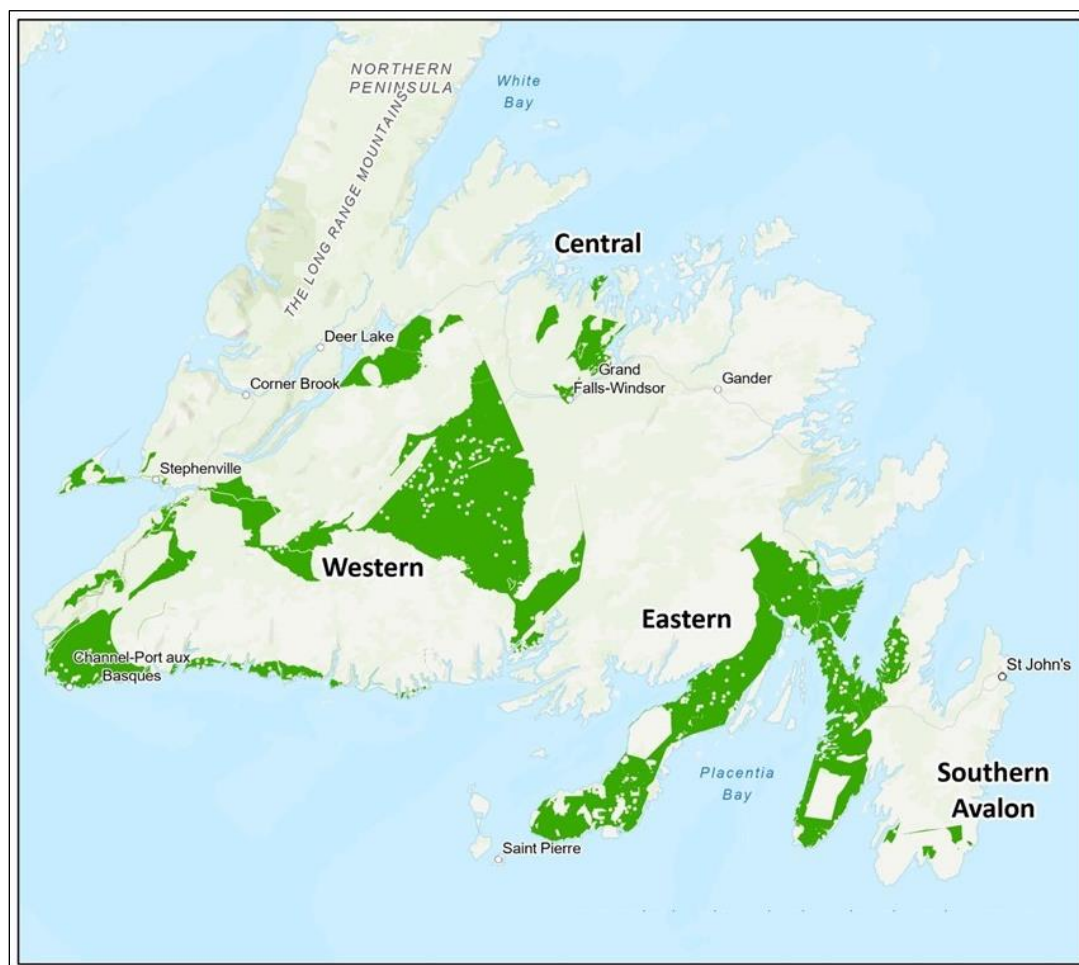 NORTHERN
PENINSULA
White
Bay
THE LONG RANGE MOUNTAINS
Central
Deer Lake
Corner Brook
Grand
Falls-Windsor
Gander
Stephenville
Western
Eastern
Channel-Port aux
Basques
St John's
Placentia
Bay
Southern
Avalon
Saint Pierre